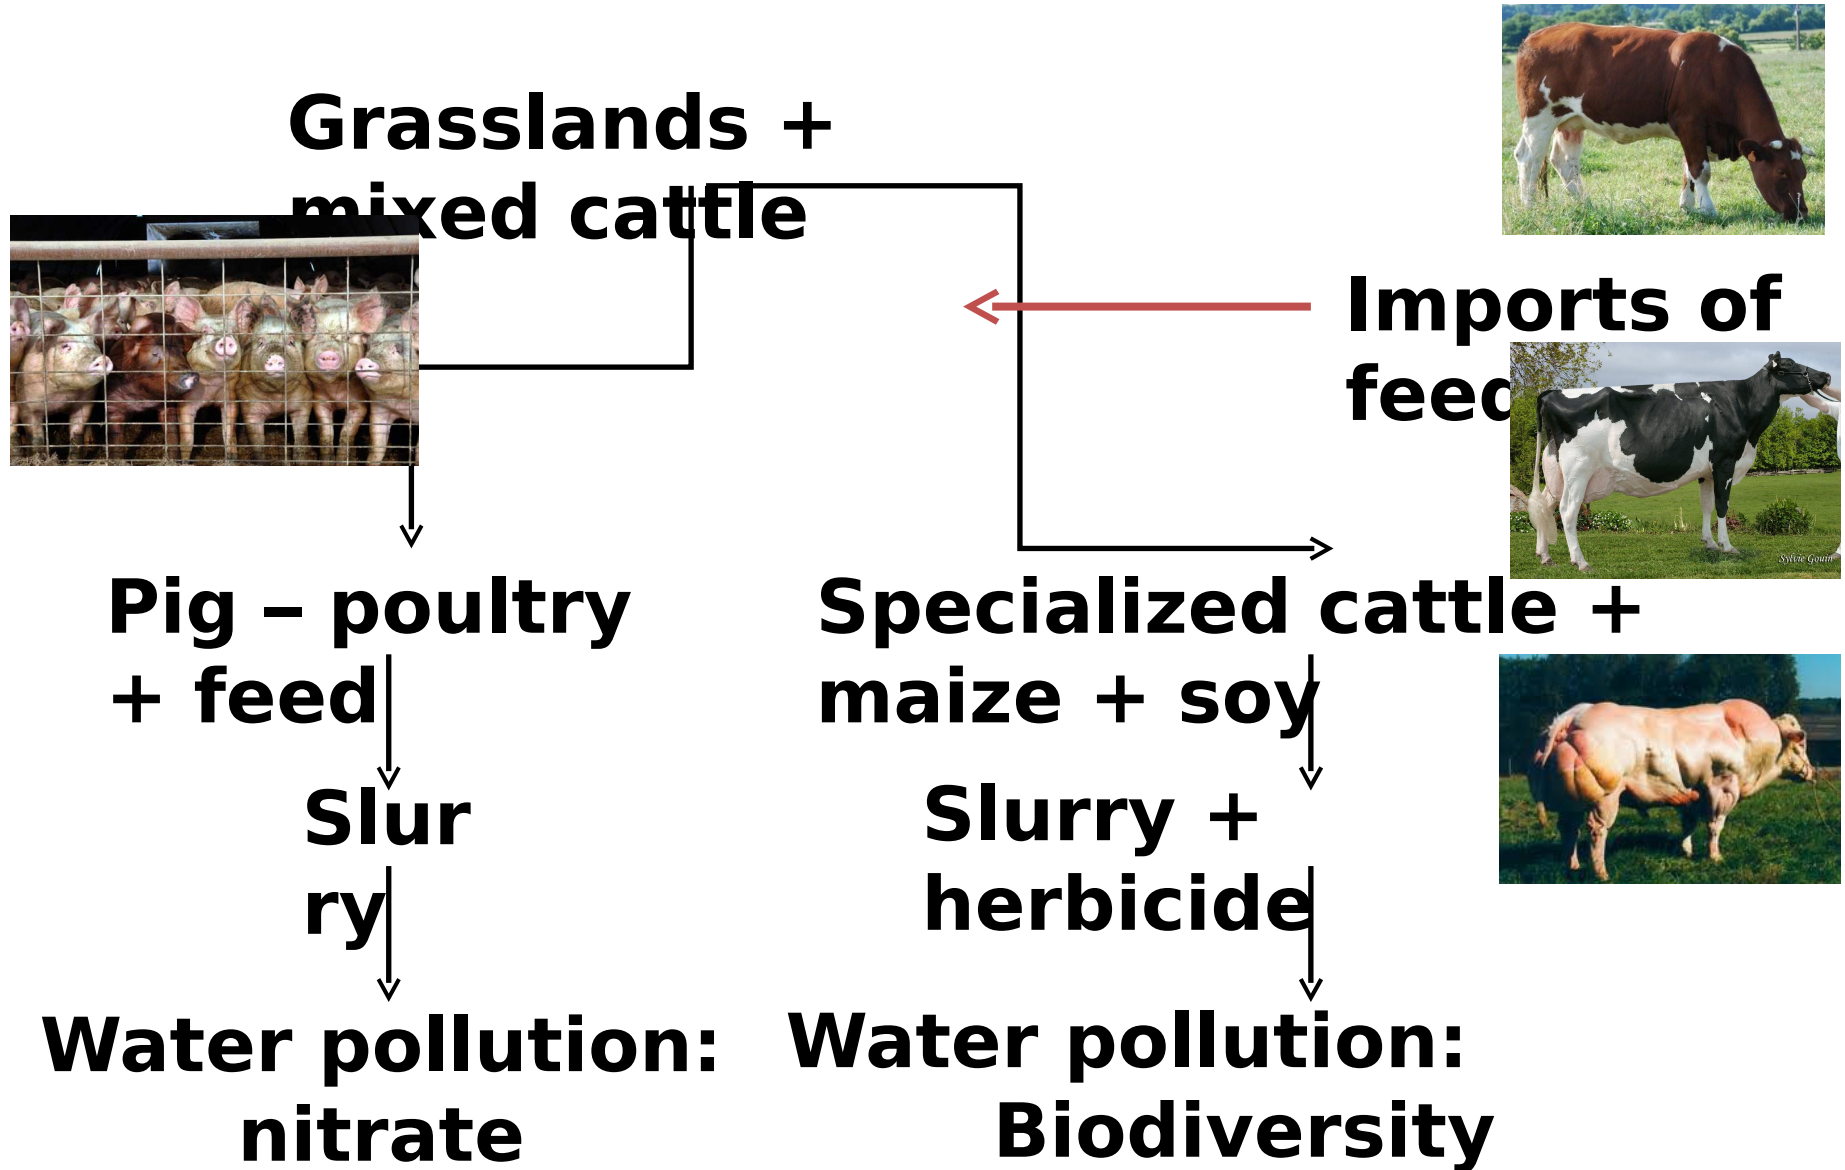 Grasslands +
mixed cattle
Imports of
feed
Pig – poultry
+ feed
Specialized cattle +
maize + soy
Slur
ry
Slurry +
herbicide
Water pollution:
nitrate
Water pollution:
Biodiversity
Sylvie Gouin